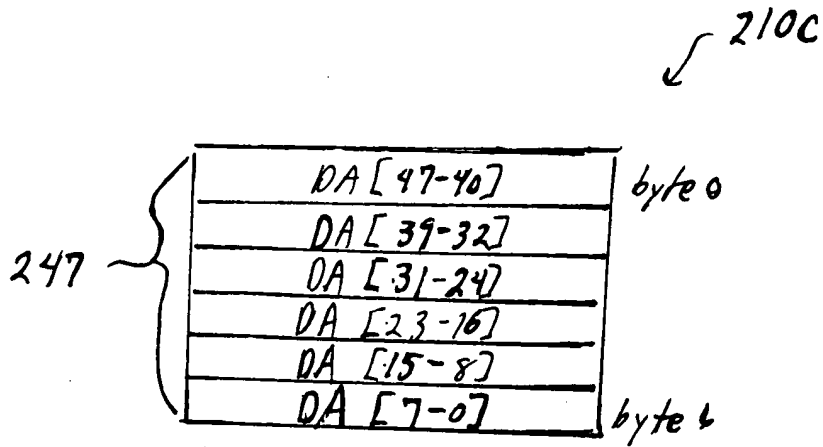 210C
DA [47-40] byte 0
DA [39-32]
247
DA [31-24]
DA [23-16]
DA [15-8]
DA [7-0]
byte